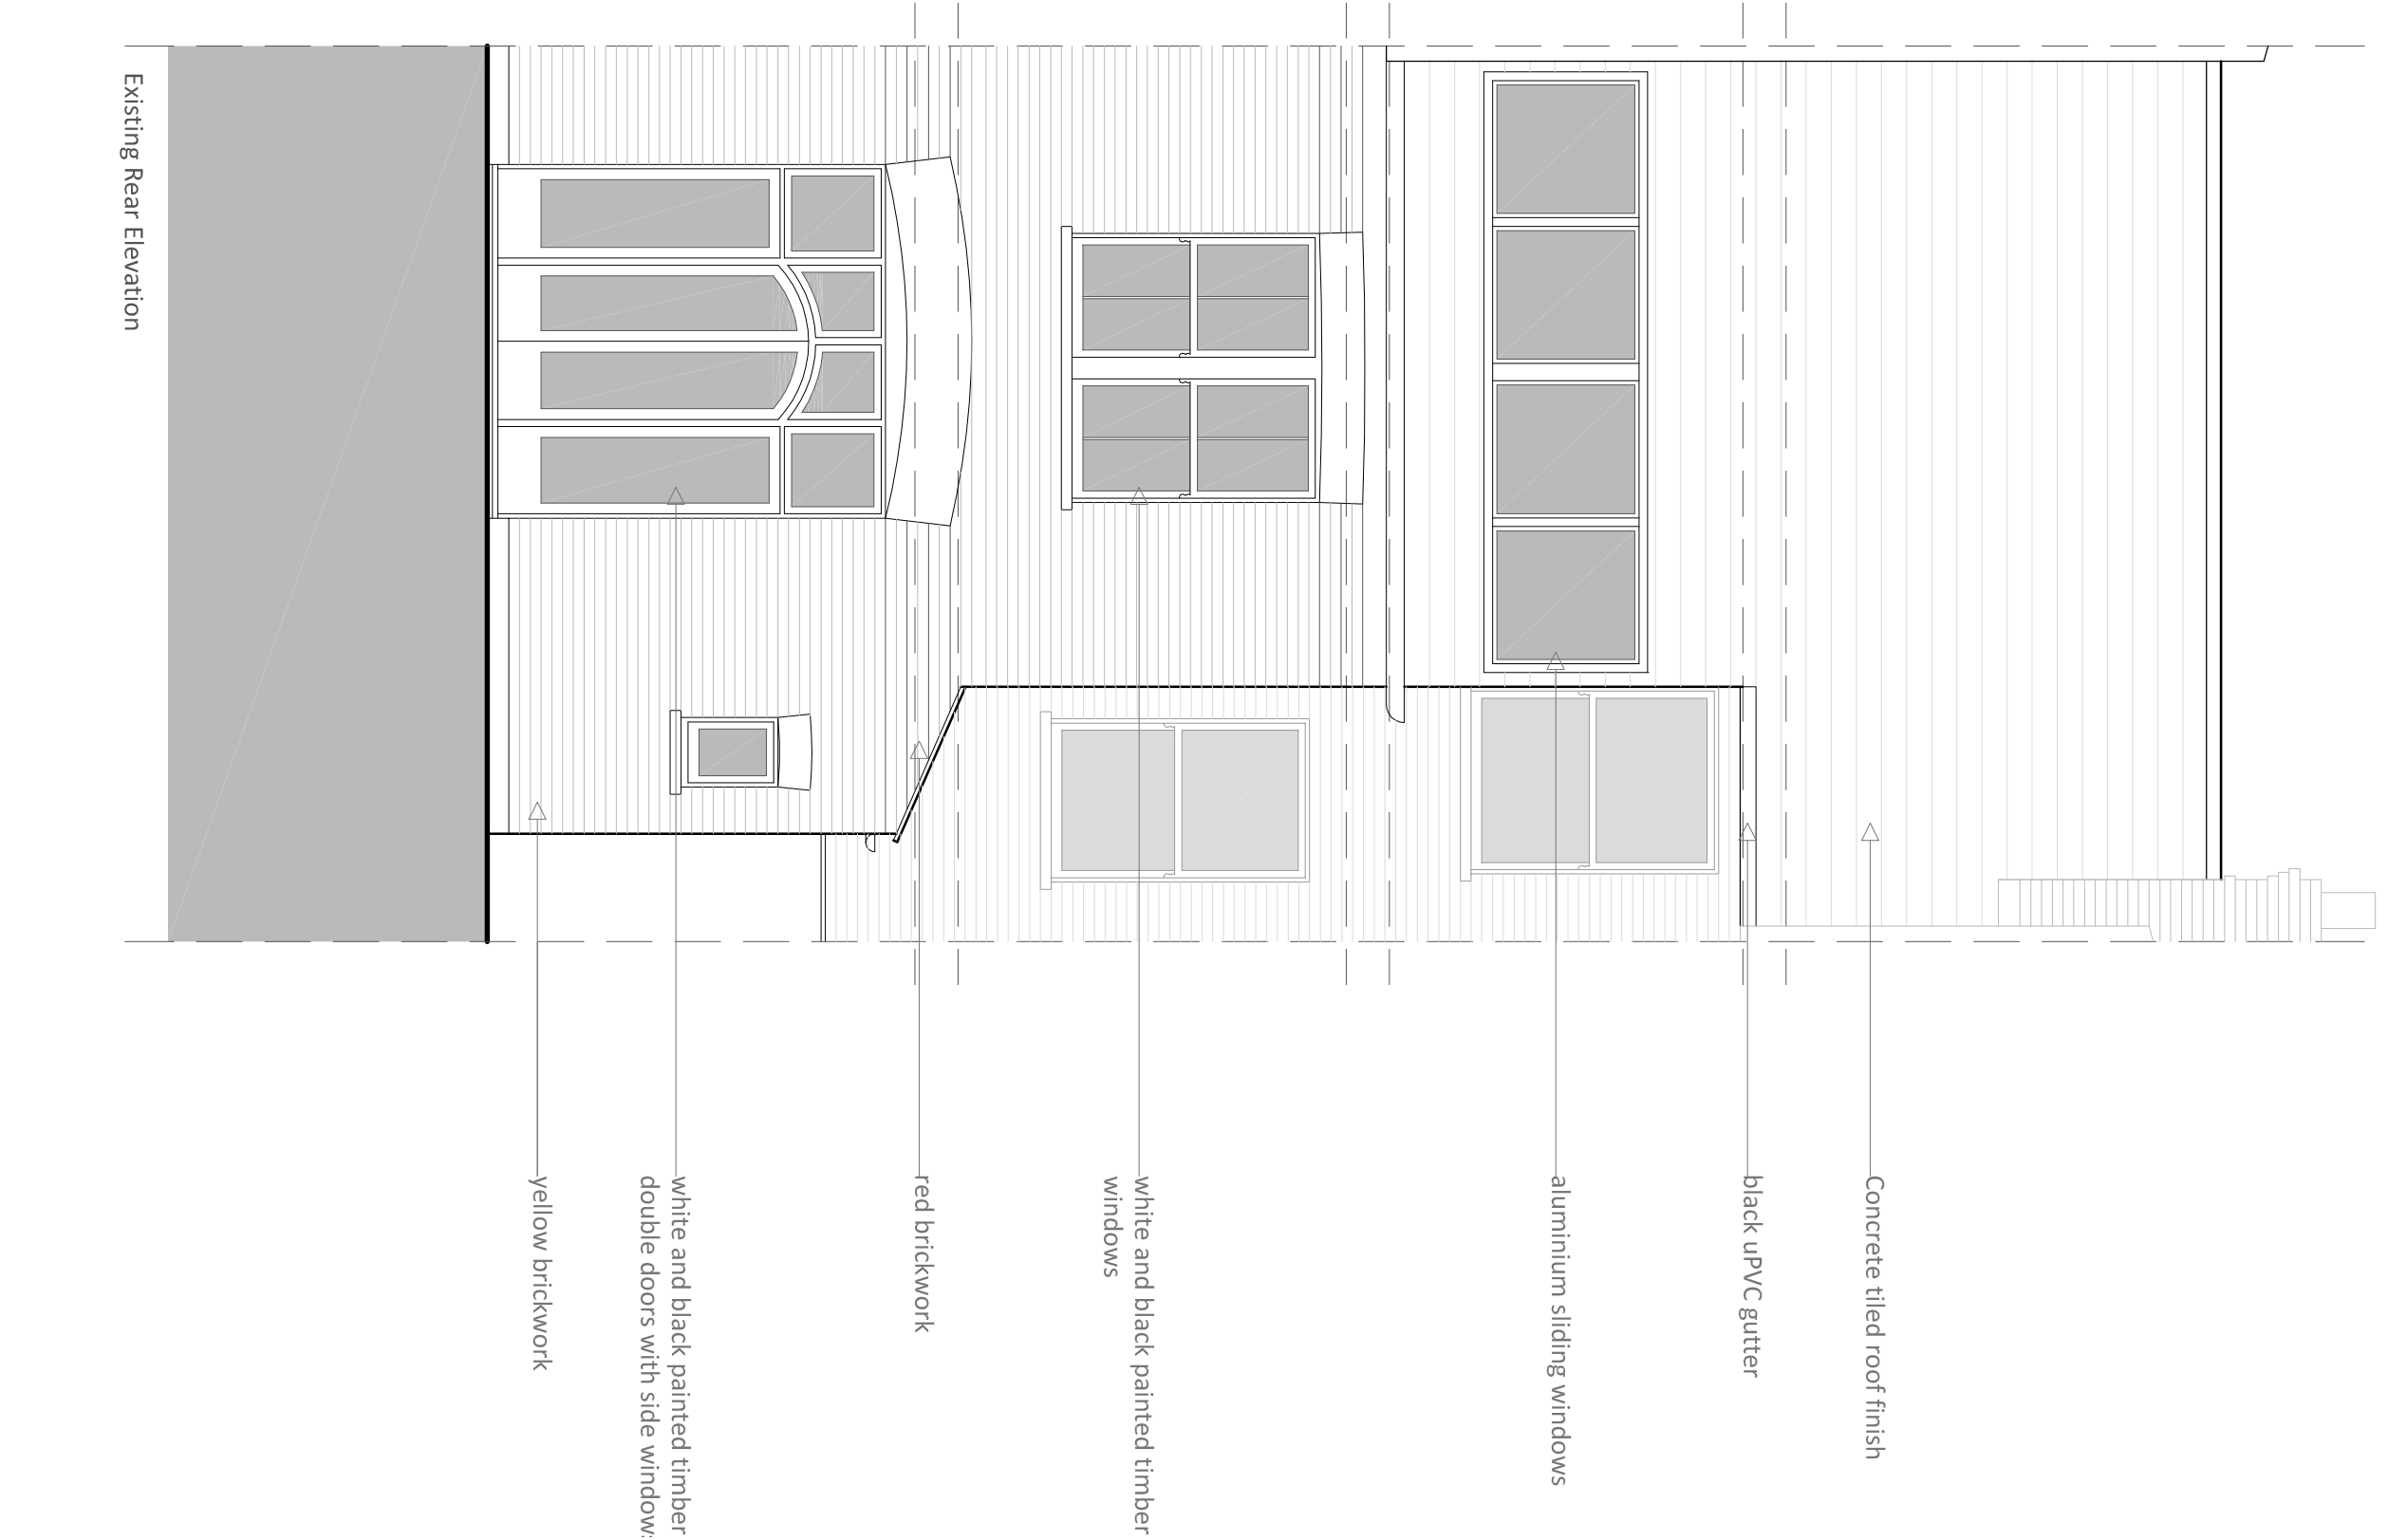 Concrete tiled roof finish
black uPVC gutter
aluminium sliding windows
white and black painted timber
windows
red brickwork
white and black painted timber
double doors with side windows
yellow brickwork
Existing Rear Elevation